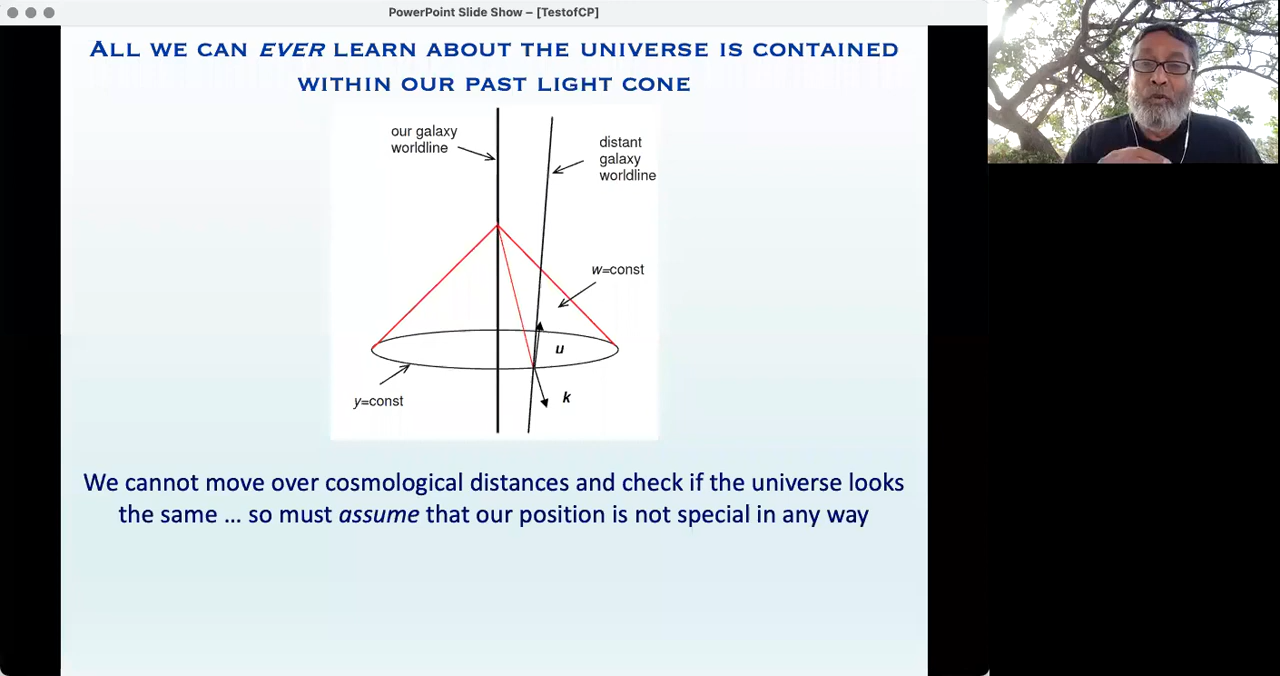 PowerPoint Slide Show – [TestofCP]
ALL WE CAN EVER LEARN ABOUT THE UNIVERSE IS CONTAINED
WITHIN OUR PAST LIGHT CONE
our galaxy
worldline
distant
galaxy
worldline
w=const
u
y=const
k
We cannot move over cosmological distances and check if the universe looks
the same … so must assume that our position is not special in any way